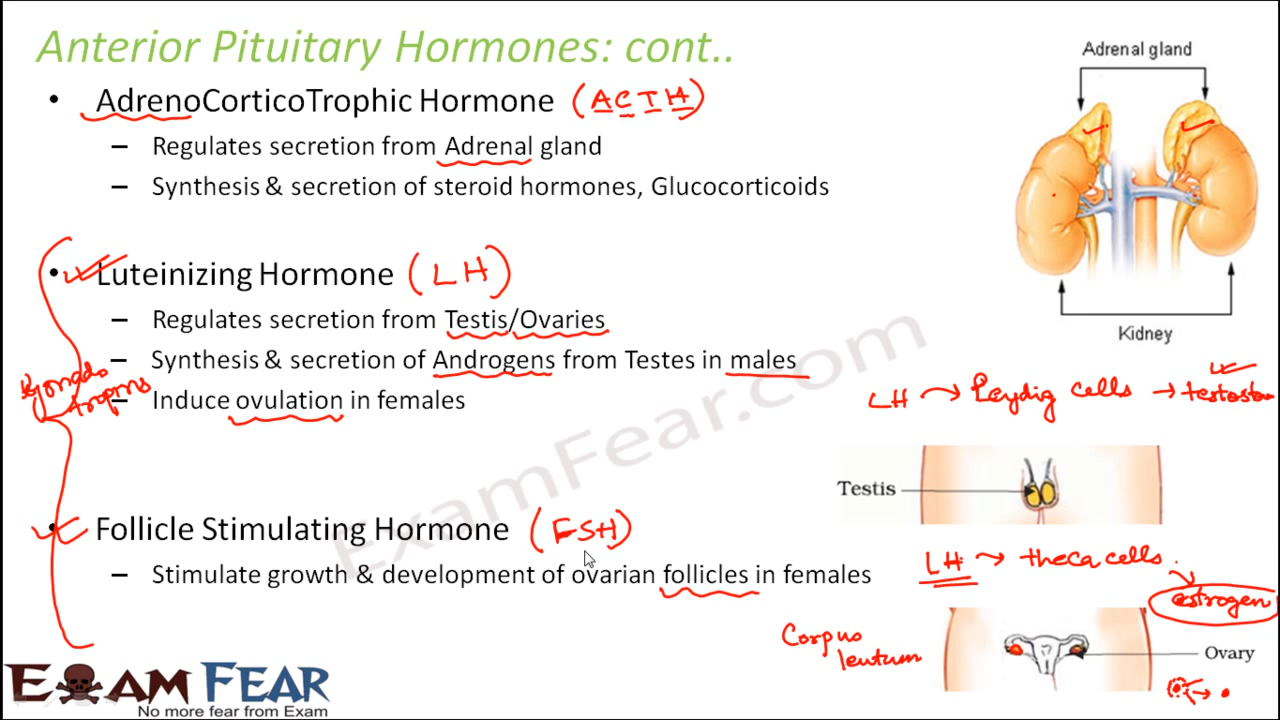 Anterior Pituitary Hormones: cont..
• AdrenoCorticoTrophic Hormone (ACTH)
– Regulates secretion from Adrenal gland
– Synthesis & secretion of steroid hormones, Glucocorticoids
• Luteinizing Hormone (LH)
– Regulates secretion from Testis/Ovaries
– Synthesis & secretion of Androgens from Testes in males
– Induce ovulation in females
Gonado
tropins
• Follicle Stimulating Hormone (FSH)
– Stimulate growth & development of ovarian follicles in females
Adrenal gland
Kidney
LH → Leydig cells →
Testis
LH → theca cells.
estrogen
Corpus
leutum
Ovary
ExamFear.com
EXAM FEAR
No more fear from Exam